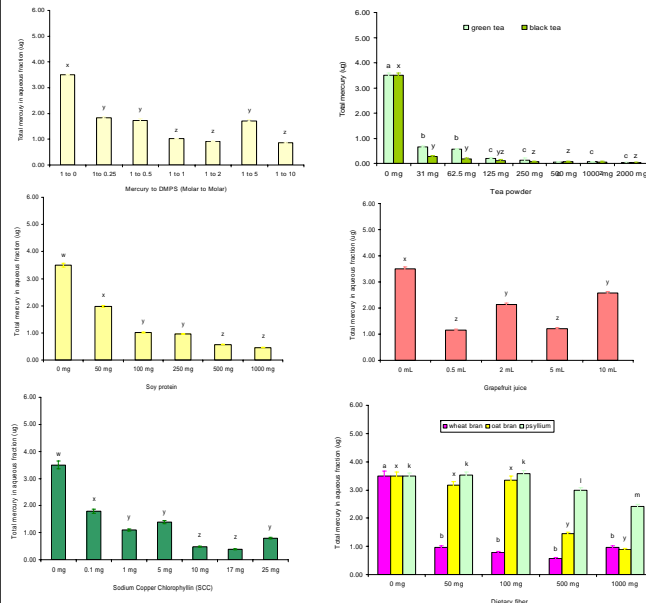 6.00
5.00
4.00
3.00
2.00
1.00
0.00
Total mercury in aqueous fraction (ug)
x
y
y
z
z
y
z
1 to 0
1to 0.25
1 to 0.5
1 to 1
1 to 2
1 to 5
1 to 10
Mercury to DMPS (Molar to Molar)
6.00
5.00
4.00
3.00
2.00
1.00
0.00
Total mercury (ug)
green tea
black tea
a x
b y
b y
c yz
c z
z
c
c z
0 mg
31 mg
62.5 mg
125 mg
250 mg
500 mg
1000 mg
2000 mg
Tea powder
6.00
5.00
4.00
3.00
2.00
1.00
0.00
Total mercury in aqueous fraction (ug)
w
x
y
y
z
z
0 mg
50 mg
100 mg
250 mg
500 mg
1000 mg
Soy protein
6.00
5.00
4.00
3.00
2.00
1.00
0.00
Total mercury in aqueous fraction (ug)
x
z
y
z
y
0 mL
0.5 mL
2 mL
5 mL
10 mL
Grapefruit juice
6.00
5.00
4.00
3.00
2.00
1.00
0.00
Total mercury in aqueous fraction (ug)
w
x
y
y
z
z
y
0 mg
0.1 mg
1 mg
5 mg
10 mg
17 mg
25 mg
Sodium Copper Chlorophyllin (SCC)
6.00
5.00
4.00
3.00
2.00
1.00
0.00
Total mercury in aqueous fraction (ug)
wheat bran
oat bran
psyllium
a x k
b x k
b x k
b y l
b y m
0 mg
50 mg
100 mg
500 mg
1000 mg
Dietary fiber